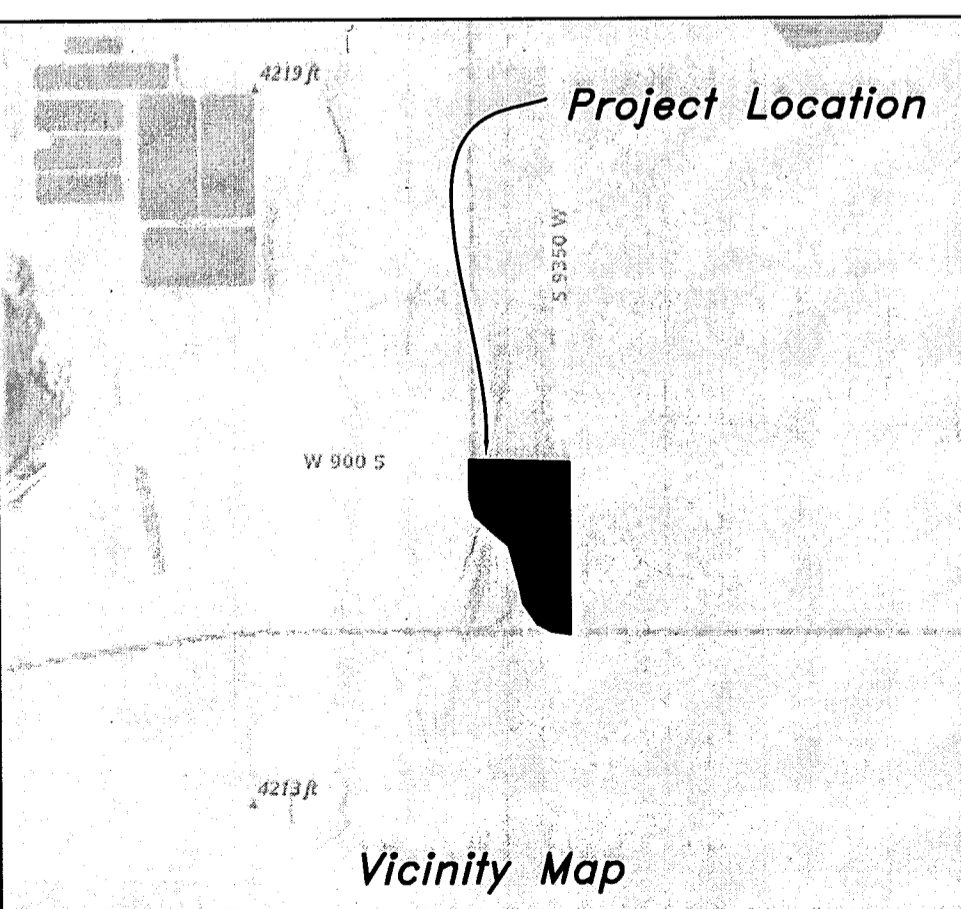 4219 ft
Project Location
S 9350 W
W 900 S
4213 ft
Vicinity Map